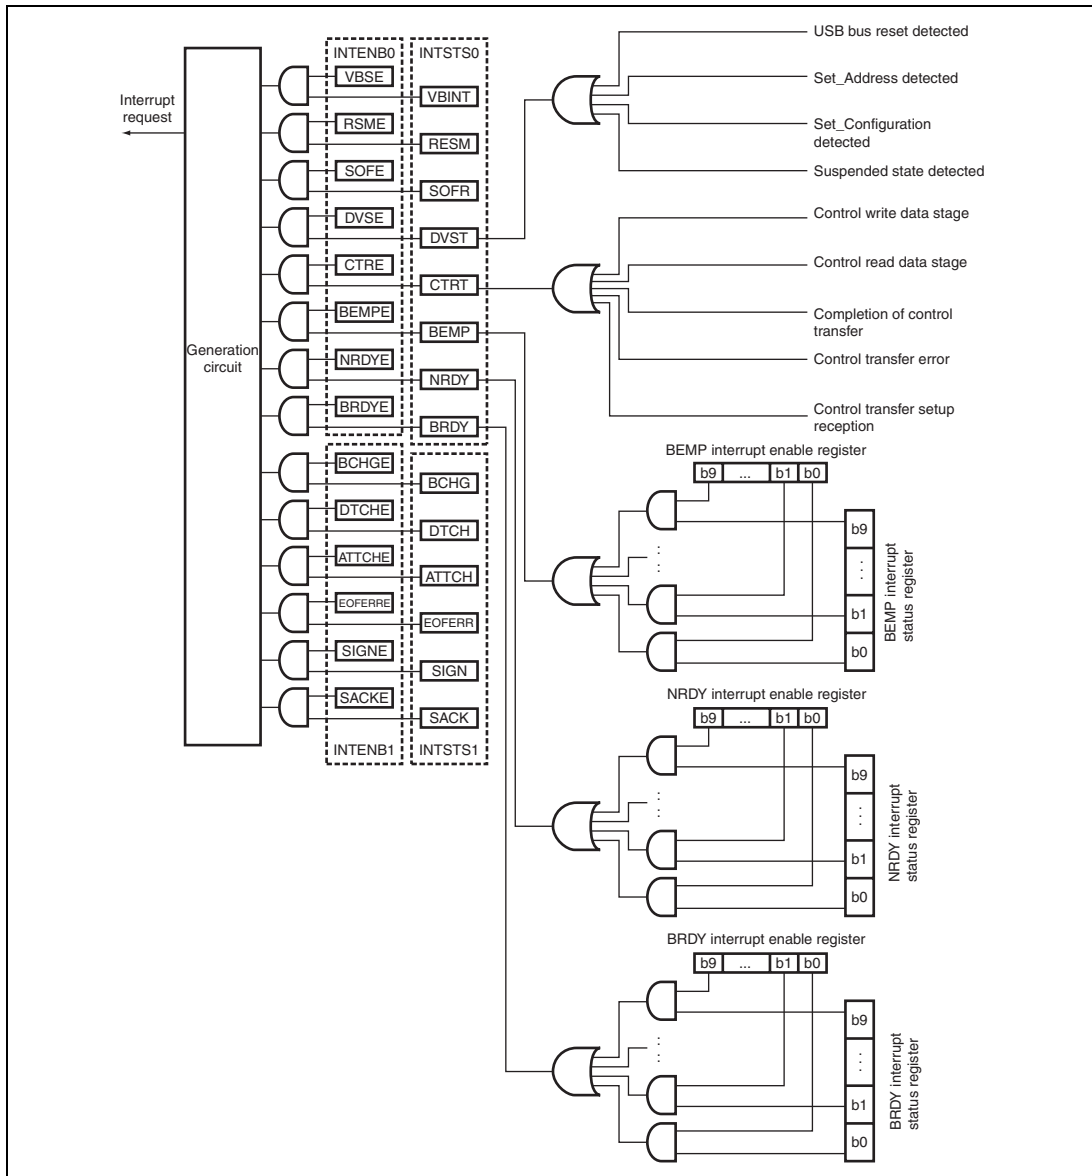 Interrupt
request
Generation
circuit
INTENB0
VBSE
RSME
SOFE
DVSE
CTRE
BEMPE
NRDYE
BRDYE
BCHGE
DTCHE
ATTCHE
EOFERRE
SIGNE
SACKE
INTENB1
INTSTS0
VBINT
RESM
SOFR
DVST
CTRT
BEMP
NRDY
BRDY
BCHG
DTCH
ATTCH
EOFERR
SIGN
SACK
INTSTS1
USB bus reset detected
Set_Address detected
Set_Configuration
detected
Suspended state detected
Control write data stage
Control read data stage
Completion of control
transfer
Control transfer error
Control transfer setup
reception
BEMP interrupt enable register
b9 ... b1 b0
b9
...
b1
b0
BEMP interrupt
status register
NRDY interrupt enable register
b9 ... b1 b0
b9
...
b1
b0
NRDY interrupt
status register
BRDY interrupt enable register
b9 ... b1 b0
b9
...
b1
b0
BRDY interrupt
status register